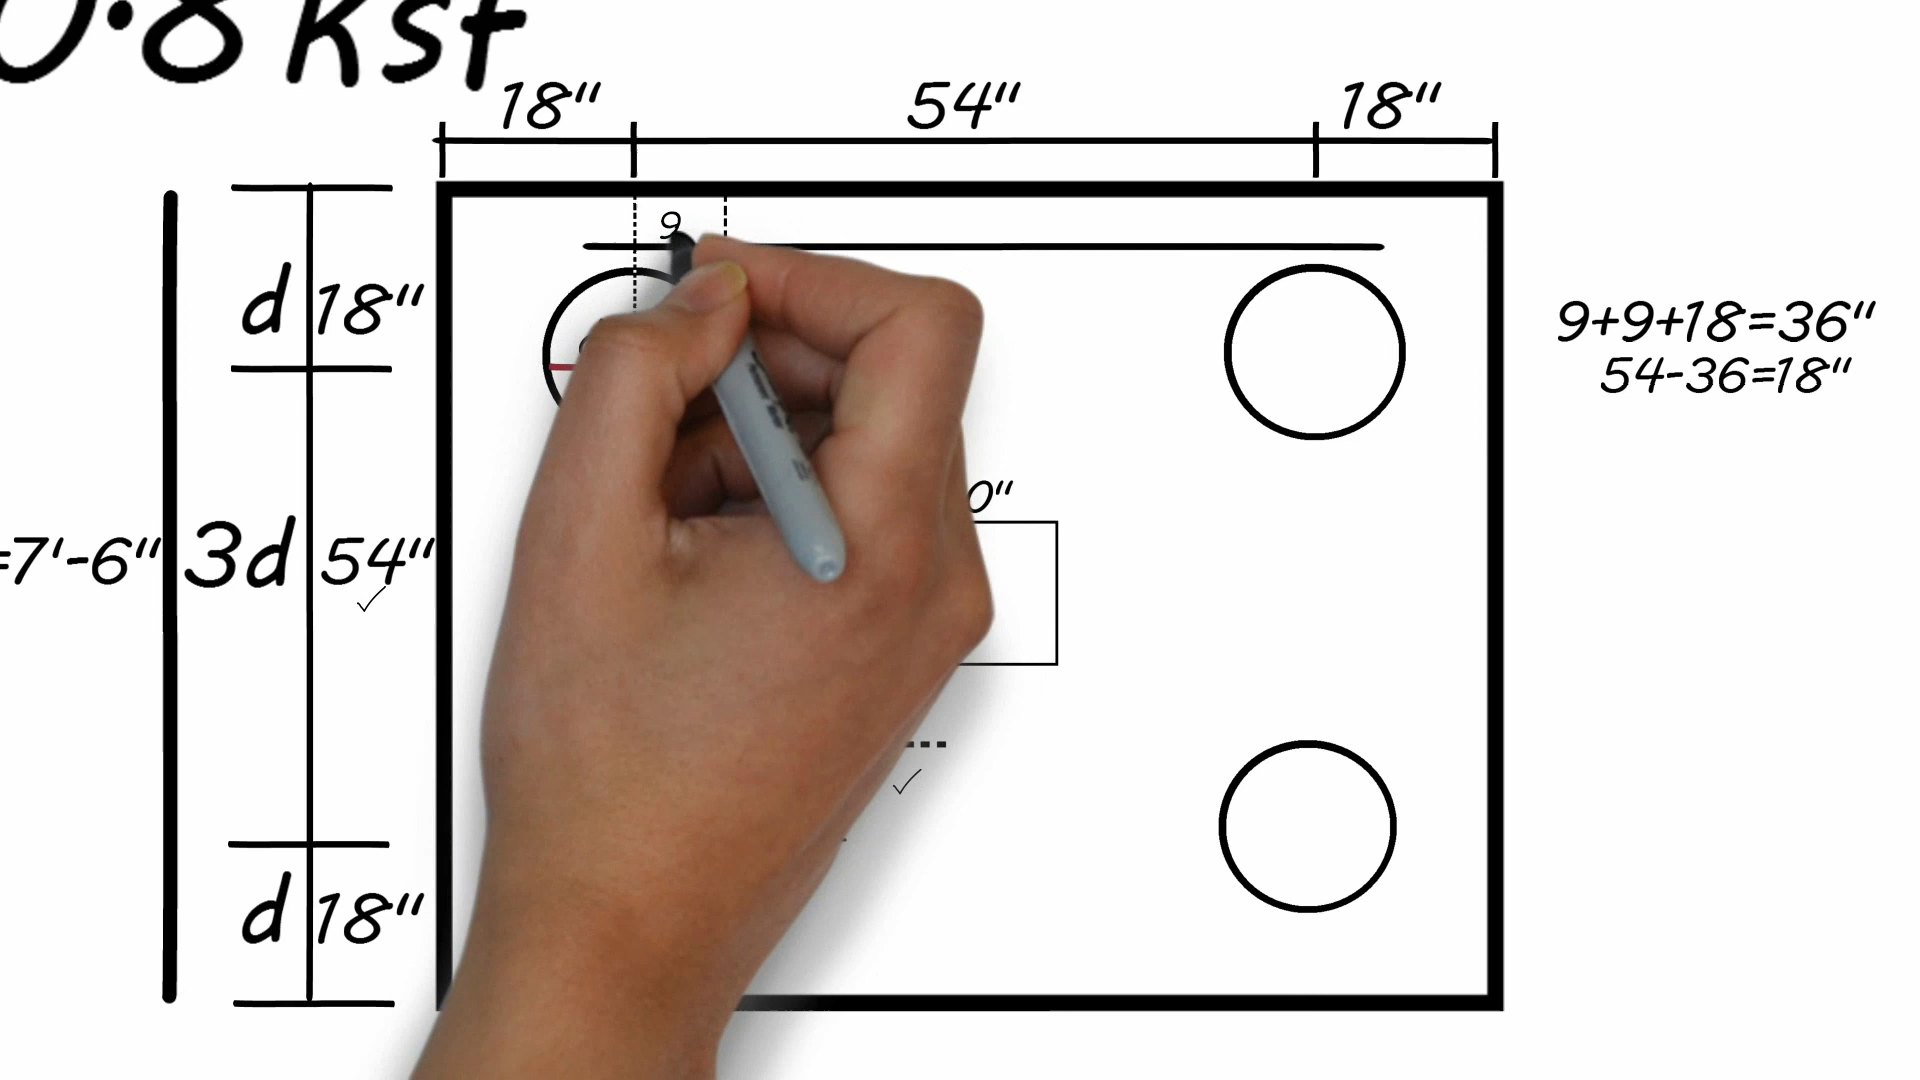 0.8 ksf
18" 54" 18"
9
d 18"
9+9+18=36"
54-36=18"
0"
=7'-6" 3d 54"
d 18"